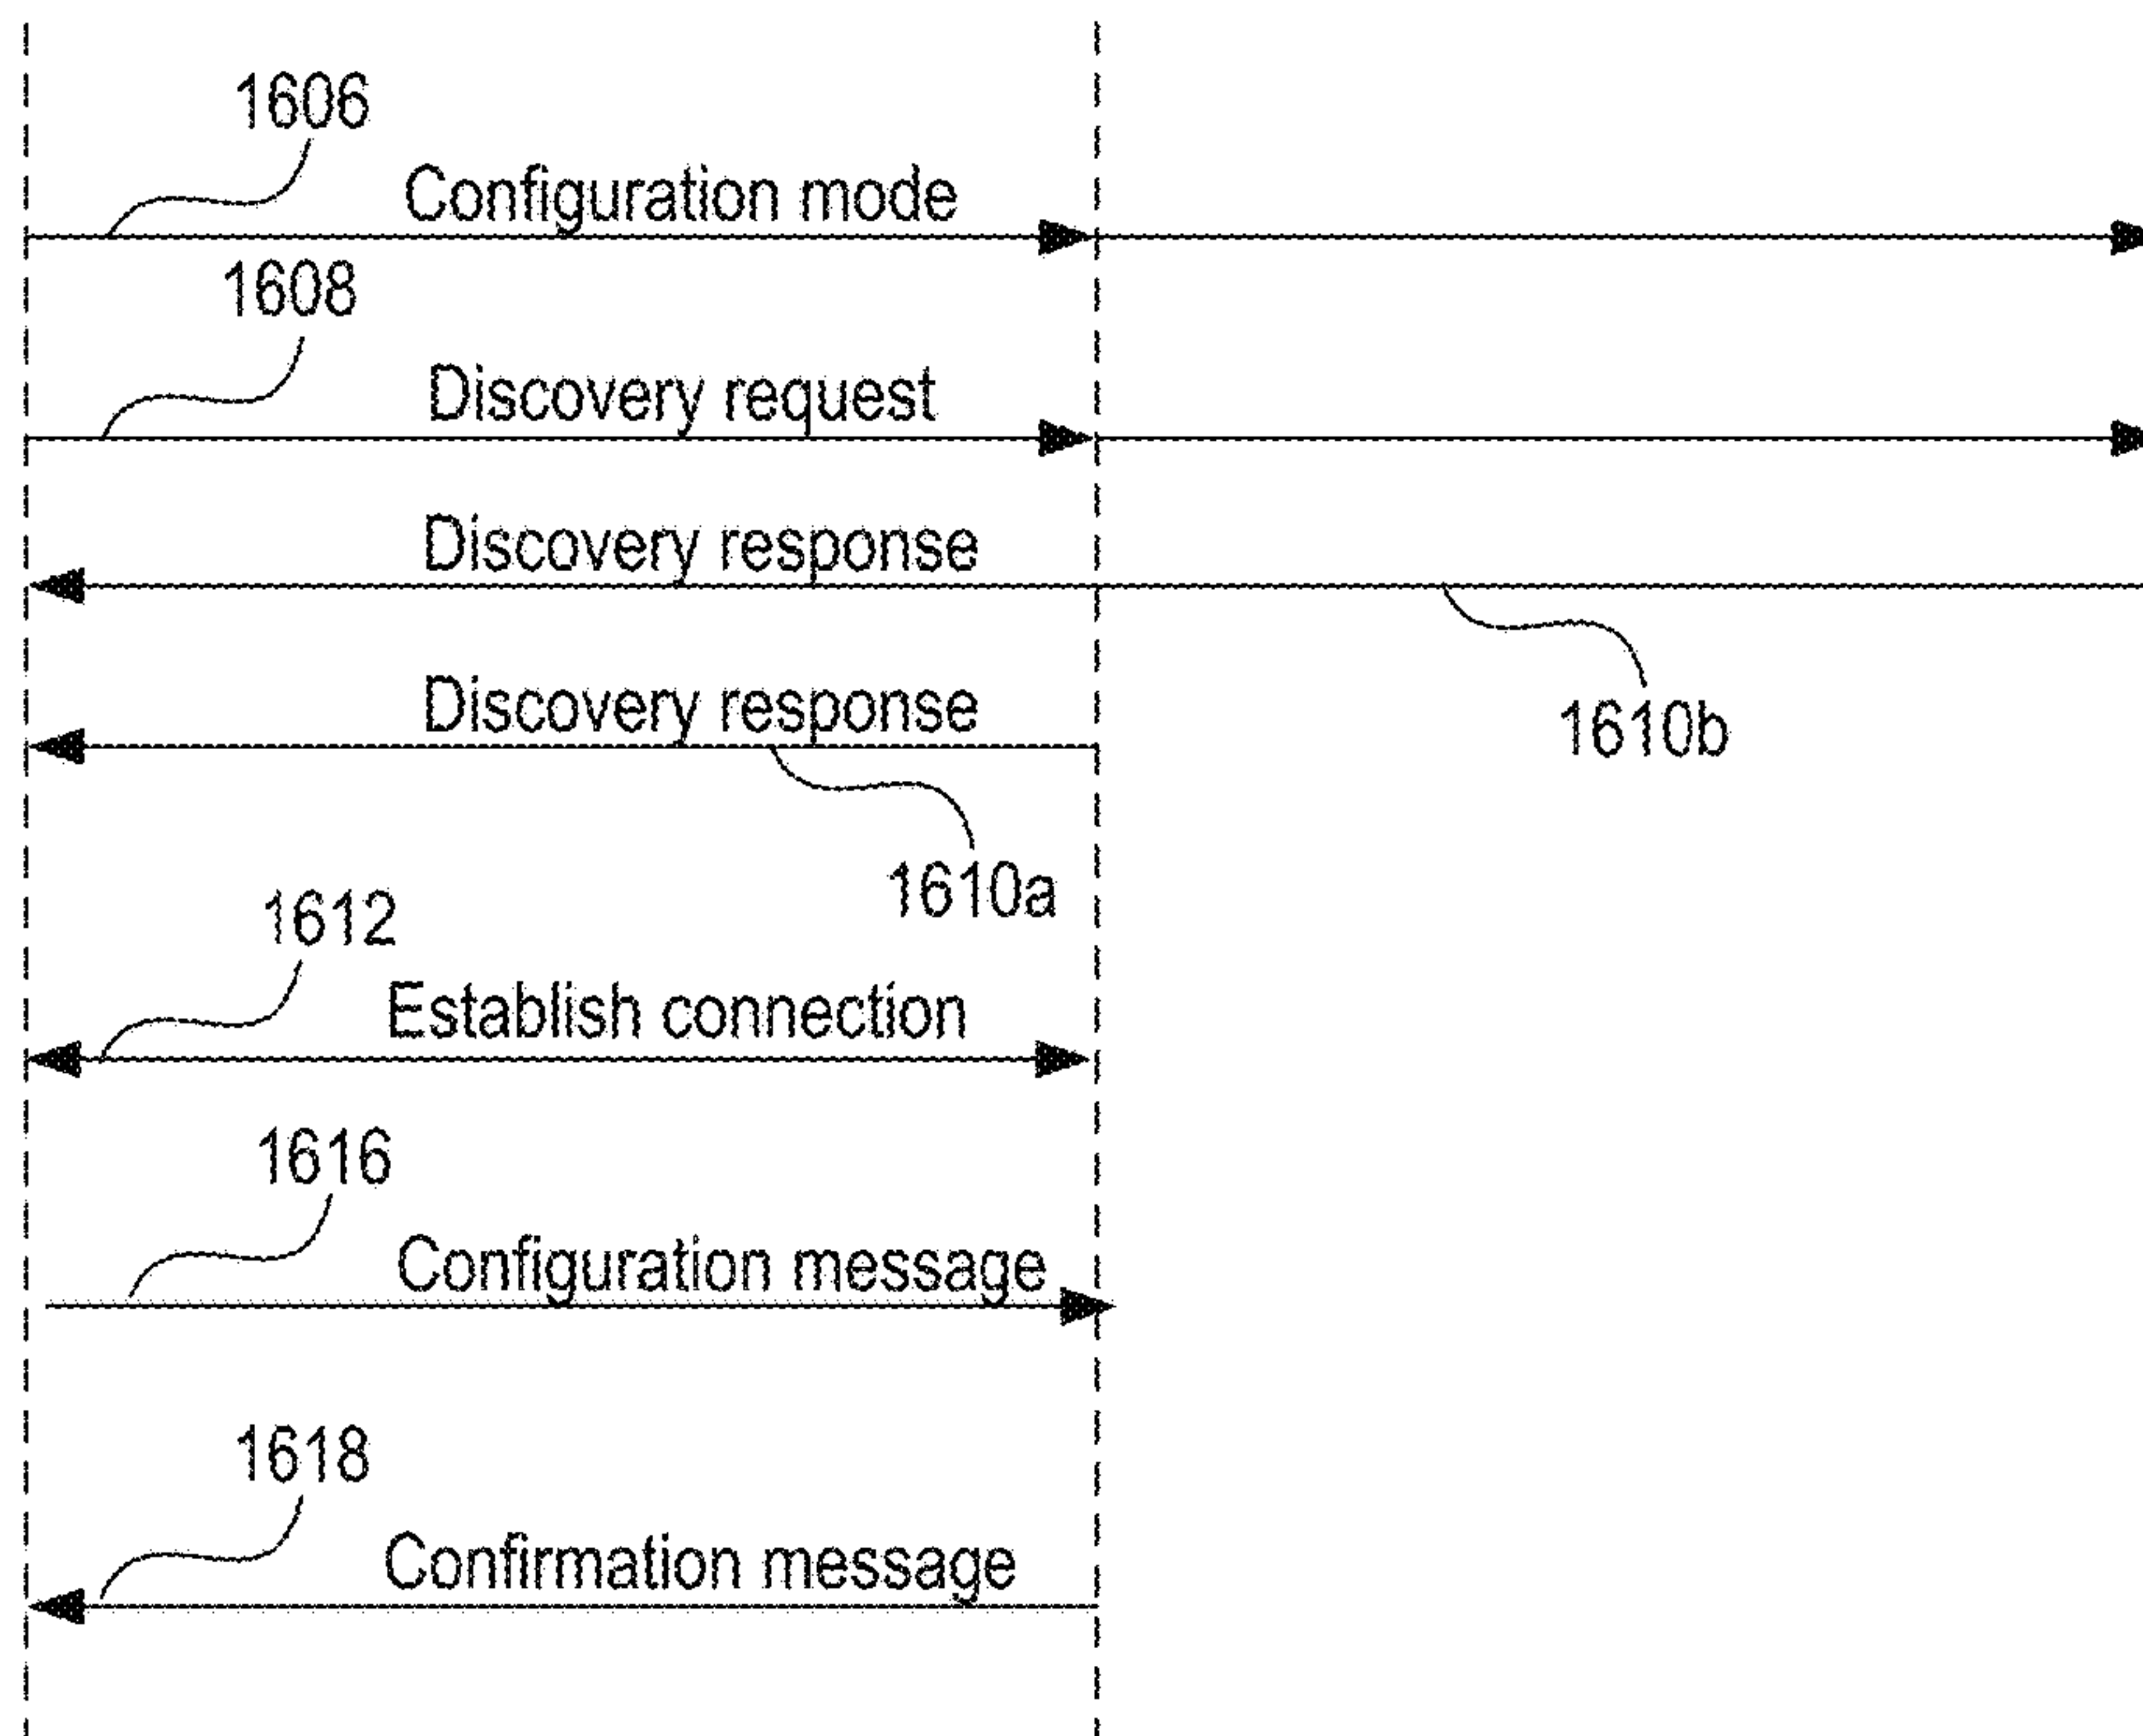 1606
Configuration mode
1608
Discovery request
Discovery response
Discovery response
1610b
1610a
1612
Establish connection
1616
Configuration message
1618
Confirmation message